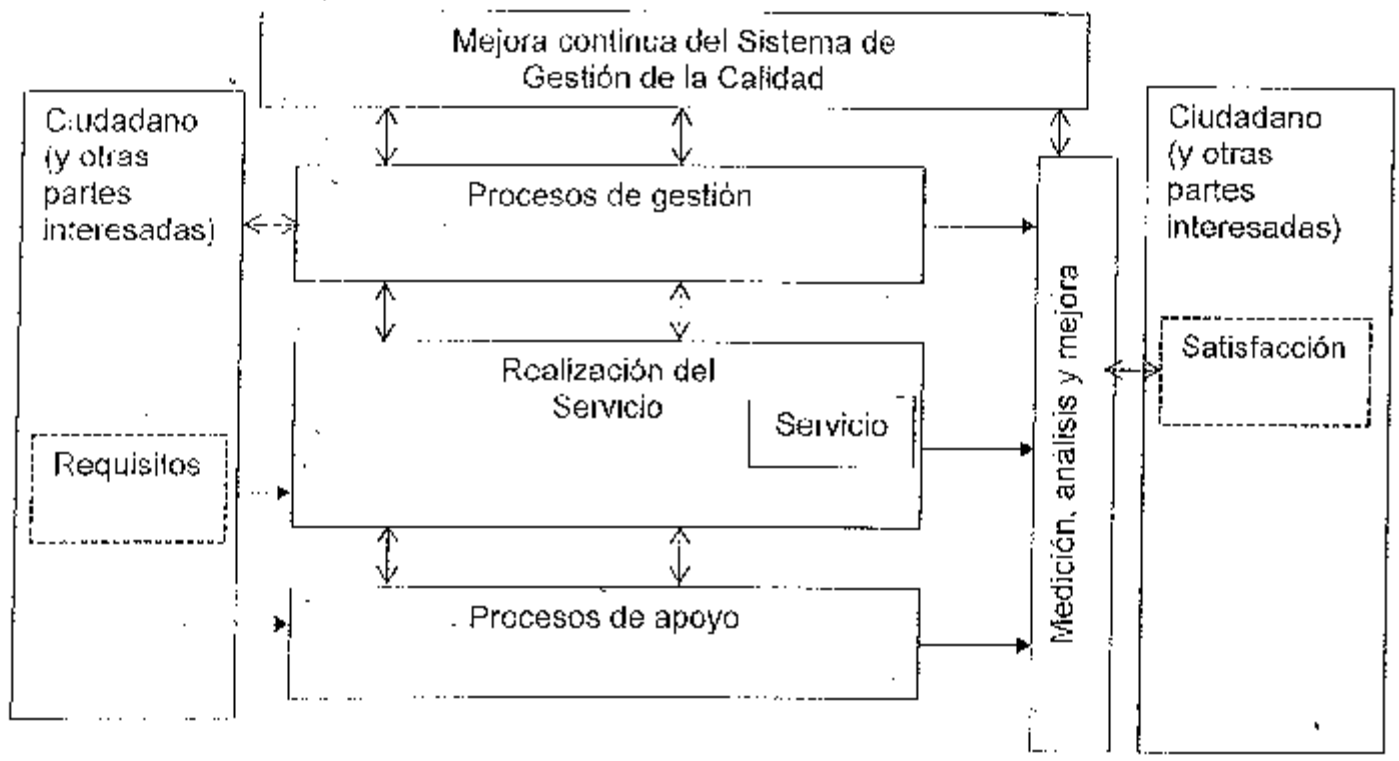 Mejora continua del Sistema de
Gestión de la Calidad
Ciudadano
(y otras
partes
interesadas)
Requisitos
Procesos de gestión
Realización del
Servicio
Servicio
Procesos de apoyo
Medición, análisis y mejora
Ciudadano
(y otras
partes
interesadas)
Satisfacción